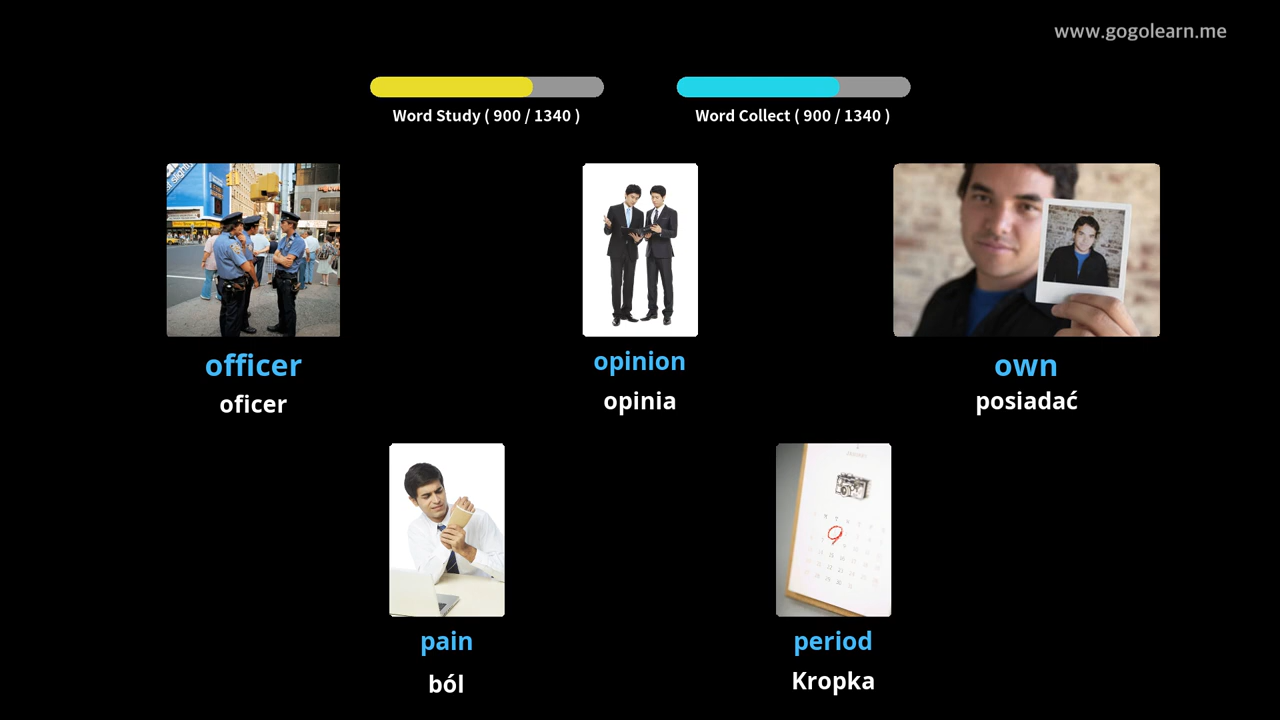 www.gogolearn.me
Word Study ( 900 / 1340 )
Word Collect ( 900 / 1340 )
officer
oficer
opinion
opinia
own
posiadać
pain
ból
period
Kropka